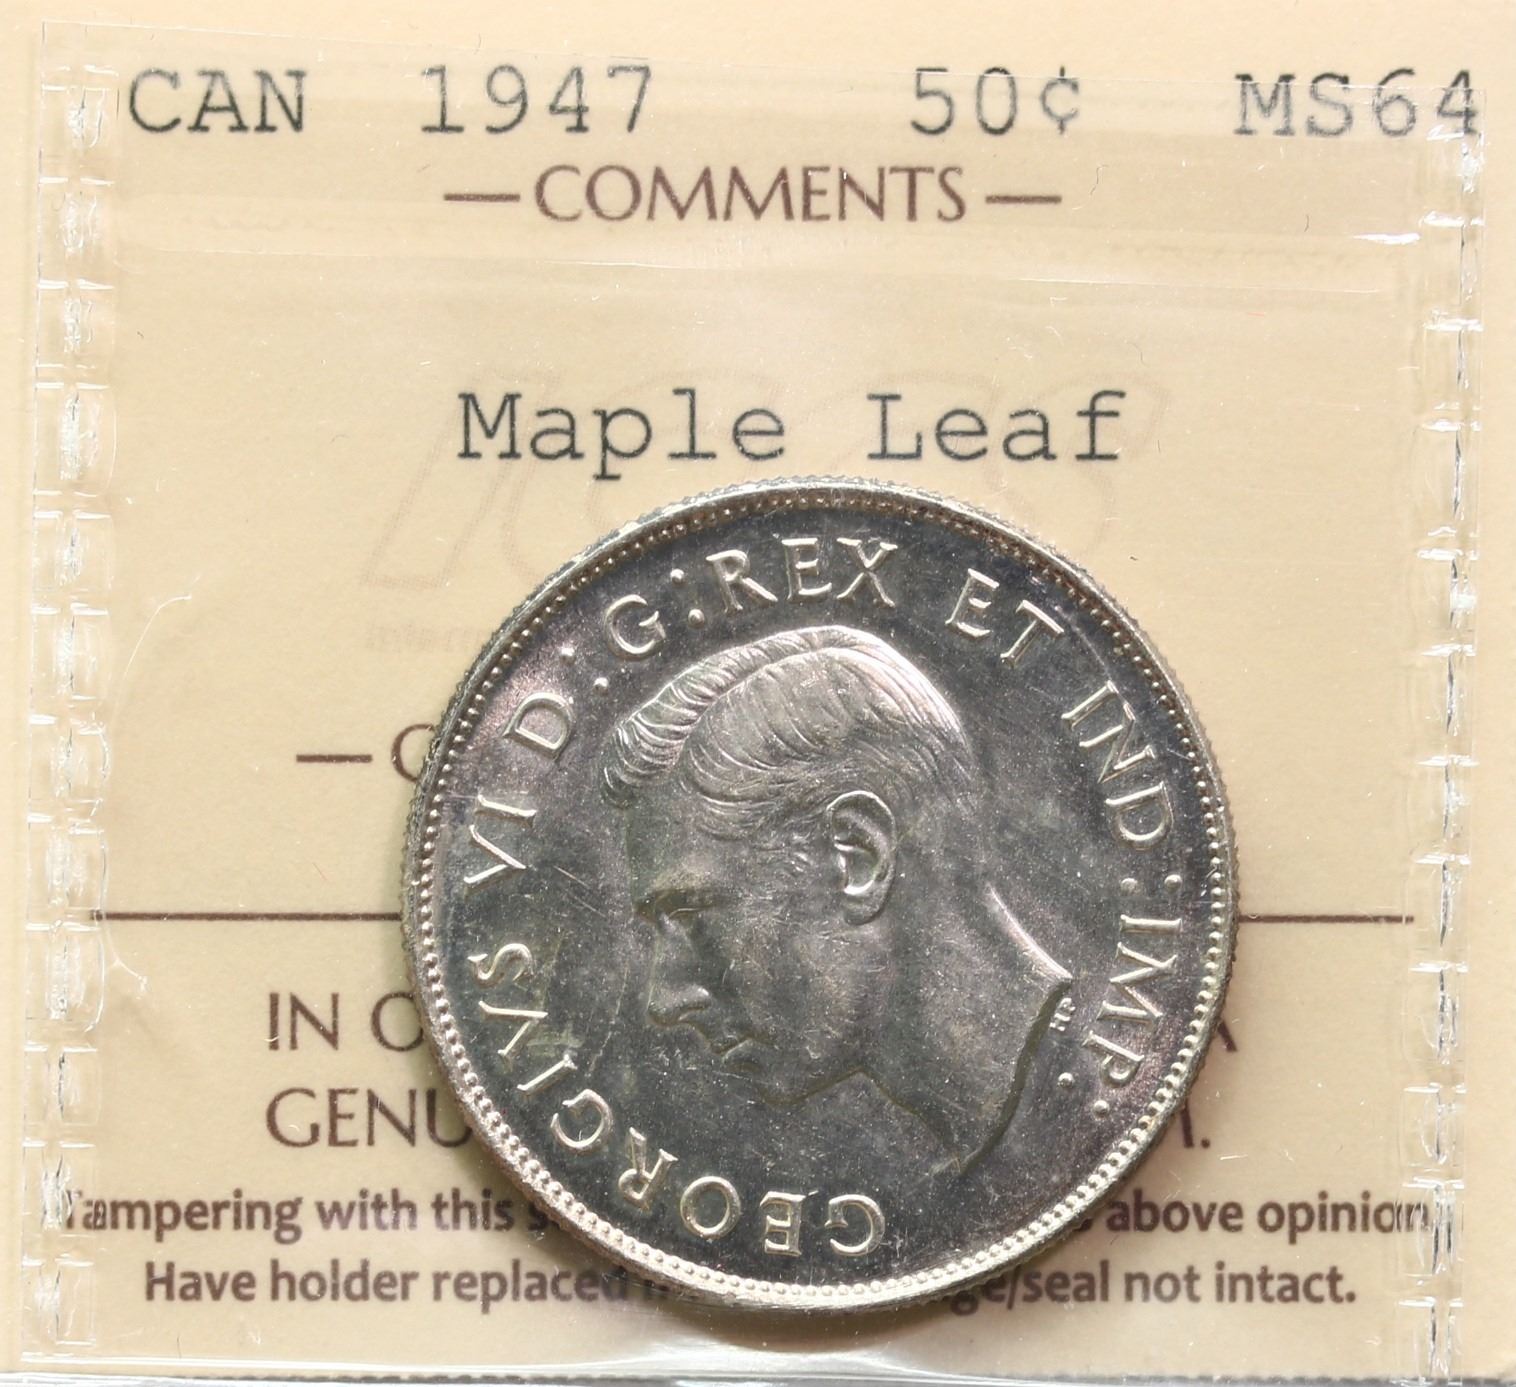 CAN 1947 50¢ MS64
— COMMENTS —
Maple Leaf
GEORGIVS VI D:G:REX ET IND:IMP.
HP
IN
GENU
Tampering with this above opinion
Have holder replaced ge/seal not intact.